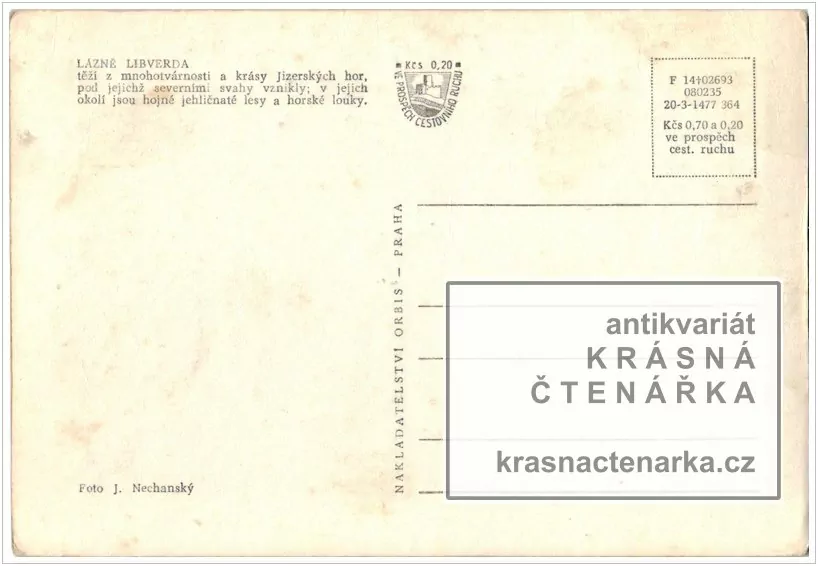 LÁZNĚ LIBVERDA
těží z mnohotvárnosti a krásy Jizerských hor,
pod jejichž severními svahy vznikly; v jejich
okolí jsou hojné jehličnaté lesy a horské louky.
Kčs 0,20
VE PROSPĚCH CESTOVNÍHO RUCHU
F 14†02693
080235
20-3-1477 364
Kčs 0,70 a 0,20
ve prospěch
cest. ruchu
NAKLADATELSTVÍ ORBIS – PRAHA
antikvariát
KRÁSNÁ
ČTENÁŘKA
krasnactenarka.cz
Foto J. Nechanský